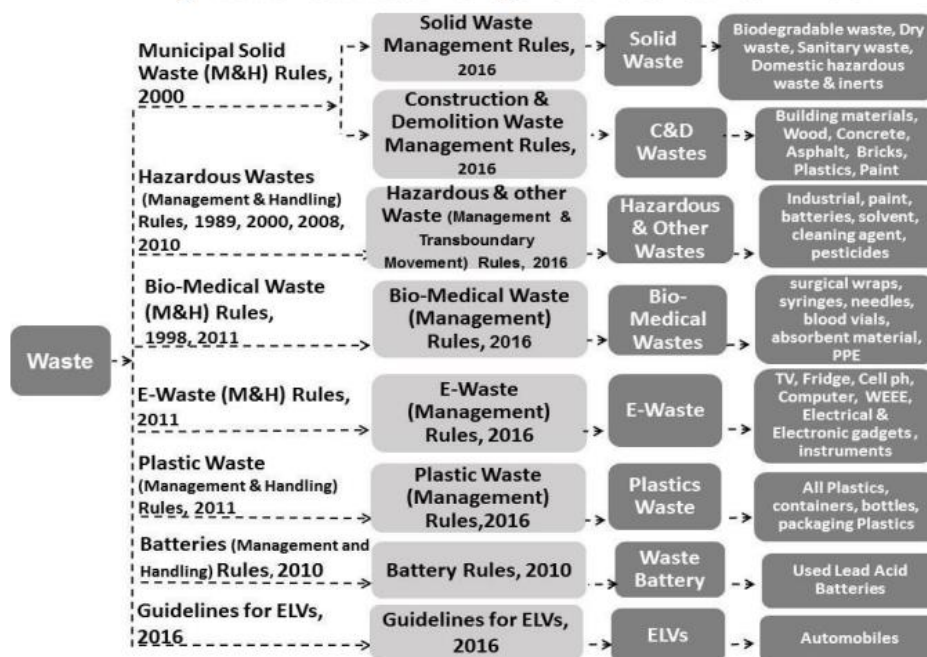 Waste
Municipal Solid
Waste (M&H) Rules,
2000
Solid Waste
Management Rules,
2016
Solid
Waste
Biodegradable waste, Dry
waste, Sanitary waste,
Domestic hazardous
waste & inerts
Construction &
Demolition Waste
Management Rules,
2016
C&D
Wastes
Building materials,
Wood, Concrete,
Asphalt, Bricks,
Plastics, Paint
Hazardous Wastes
(Management & Handling)
Rules, 1989, 2000, 2008,
2010
Hazardous & other
Waste (Management &
Transboundary
Movement) Rules, 2016
Hazardous
& Other
Wastes
Industrial, paint,
batteries, solvent,
cleaning agent,
pesticides
Bio-Medical Waste
(M&H) Rules,
1998, 2011
Bio-Medical Waste
(Management)
Rules, 2016
Bio-
Medical
Wastes
surgical wraps,
syringes, needles,
blood vials,
absorbent material,
PPE
E-Waste (M&H) Rules,
2011
E-Waste
(Management)
Rules, 2016
E-Waste
TV, Fridge, Cell ph,
Computer, WEEE,
Electrical &
Electronic gadgets,
instruments
Plastic Waste
(Management & Handling)
Rules, 2011
Plastic Waste
(Management)
Rules,2016
Plastics
Waste
All Plastics,
containers, bottles,
packaging Plastics
Batteries (Management and
Handling) Rules, 2010
Battery Rules, 2010
Waste
Battery
Used Lead Acid
Batteries
Guidelines for ELVs,
2016
Guidelines for ELVs,
2016
ELVs
Automobiles